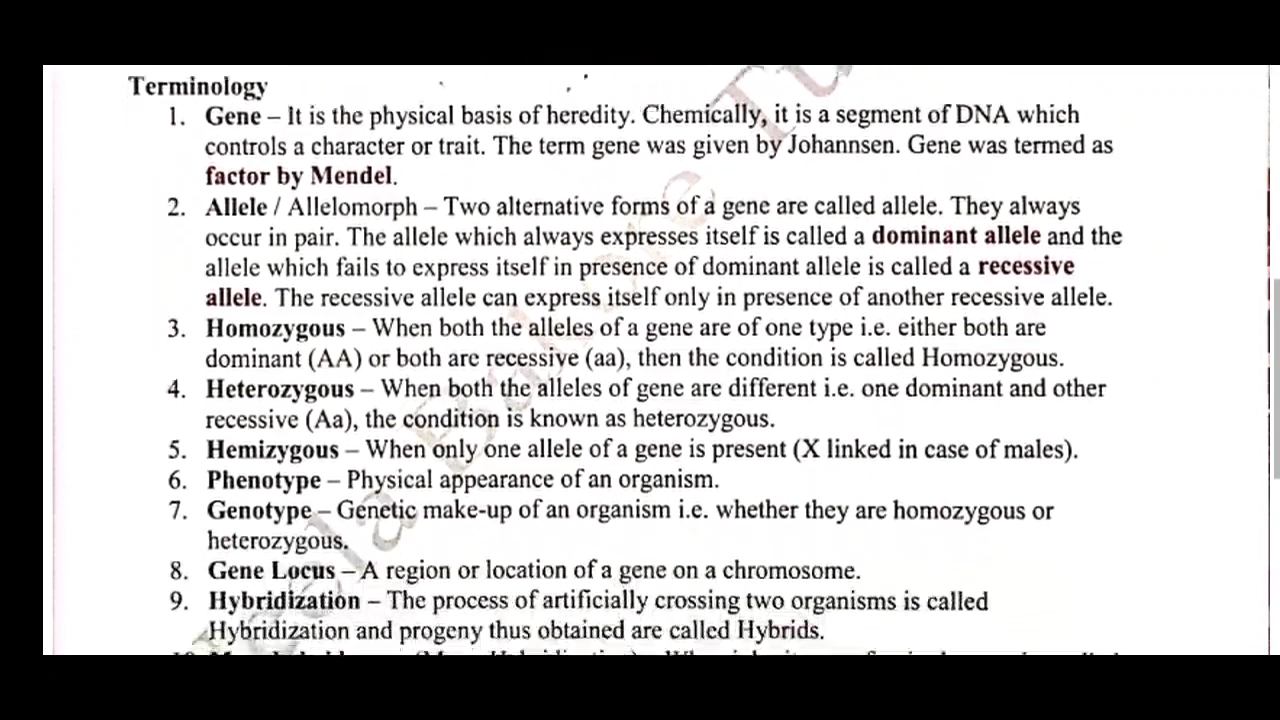 Terminology
1. Gene – It is the physical basis of heredity. Chemically, it is a segment of DNA which
controls a character or trait. The term gene was given by Johannsen. Gene was termed as
factor by Mendel.
2. Allele / Allelomorph – Two alternative forms of a gene are called allele. They always
occur in pair. The allele which always expresses itself is called a dominant allele and the
allele which fails to express itself in presence of dominant allele is called a recessive
allele. The recessive allele can express itself only in presence of another recessive allele.
3. Homozygous – When both the alleles of a gene are of one type i.e. either both are
dominant (AA) or both are recessive (aa), then the condition is called Homozygous.
4. Heterozygous – When both the alleles of gene are different i.e. one dominant and other
recessive (Aa), the condition is known as heterozygous.
5. Hemizygous – When only one allele of a gene is present (X linked in case of males).
6. Phenotype – Physical appearance of an organism.
7. Genotype – Genetic make-up of an organism i.e. whether they are homozygous or
heterozygous.
8. Gene Locus – A region or location of a gene on a chromosome.
9. Hybridization – The process of artificially crossing two organisms is called
Hybridization and progeny thus obtained are called Hybrids.